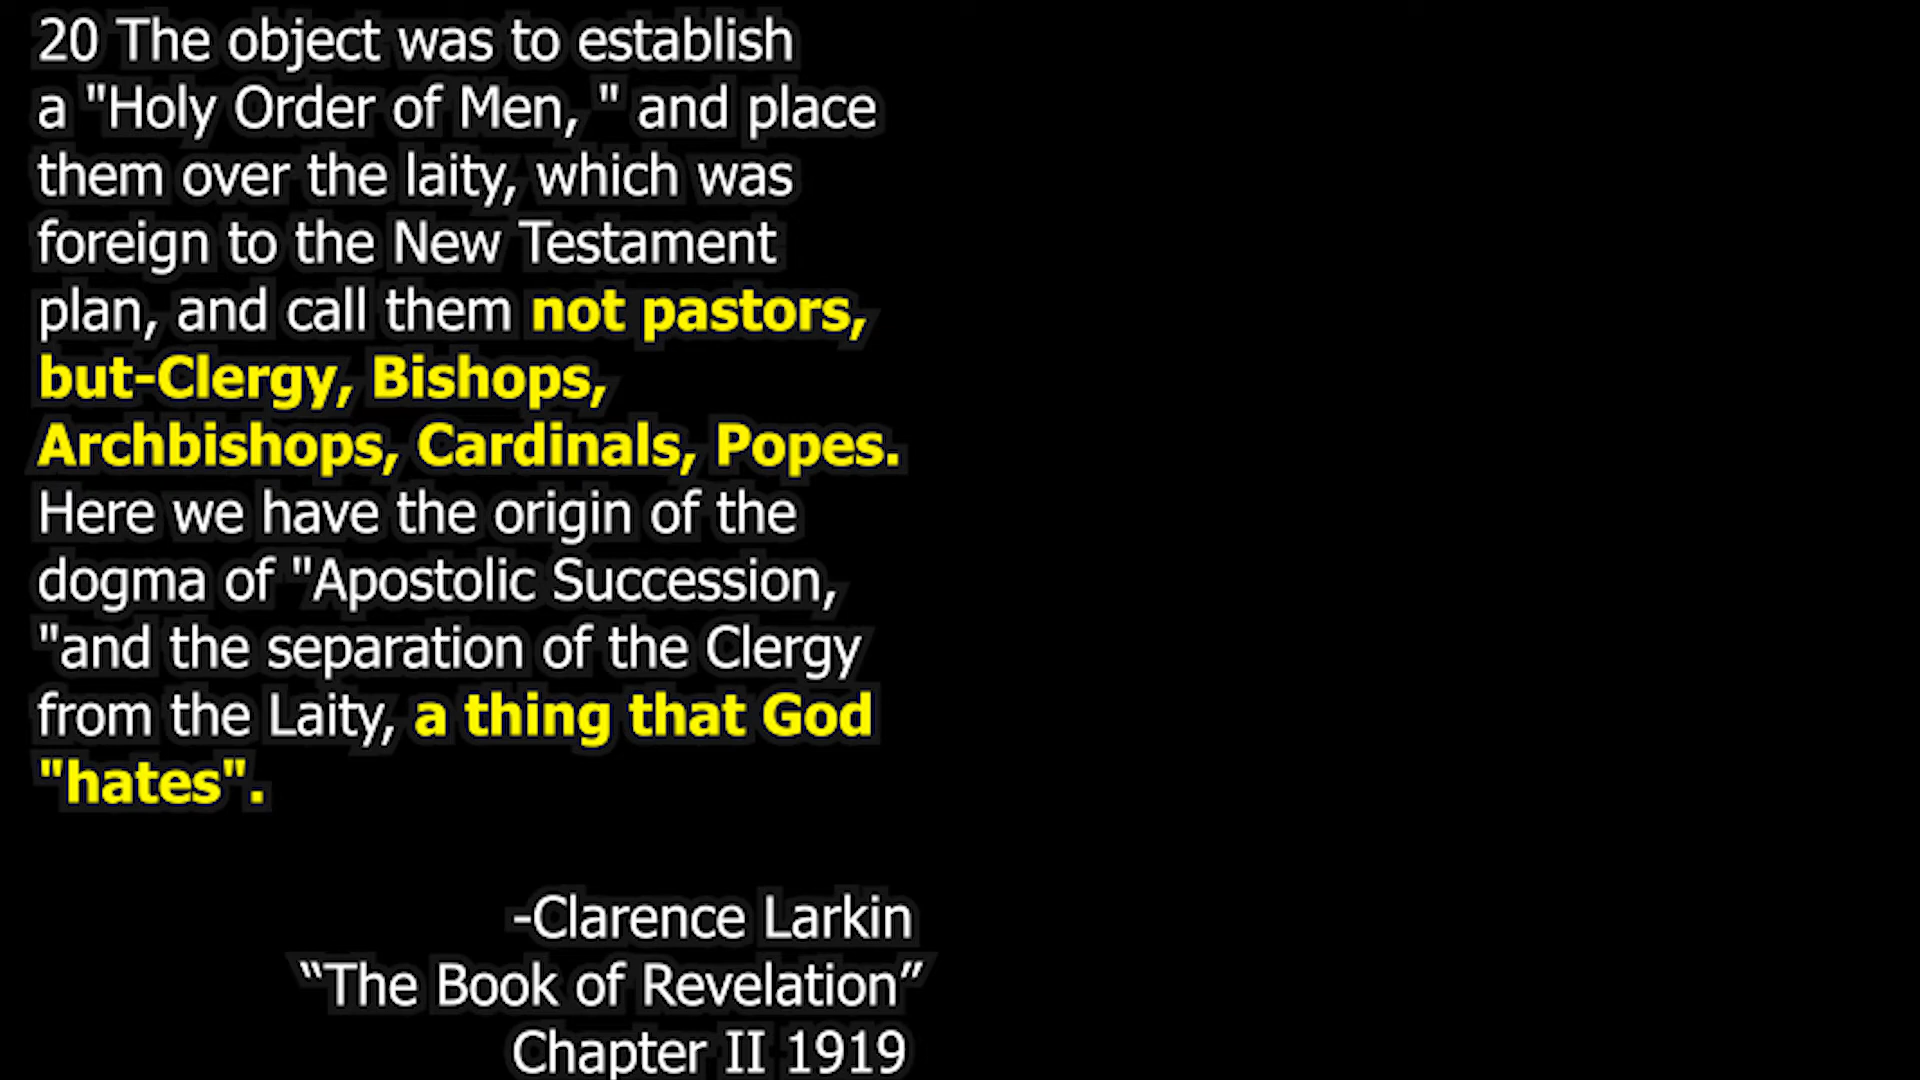 20 The object was to establish
a "Holy Order of Men, " and place
them over the laity, which was
foreign to the New Testament
plan, and call them not pastors,
but-Clergy, Bishops,
Archbishops, Cardinals, Popes.
Here we have the origin of the
dogma of "Apostolic Succession,
"and the separation of the Clergy
from the Laity, a thing that God
"hates".
-Clarence Larkin
“The Book of Revelation”
Chapter II 1919